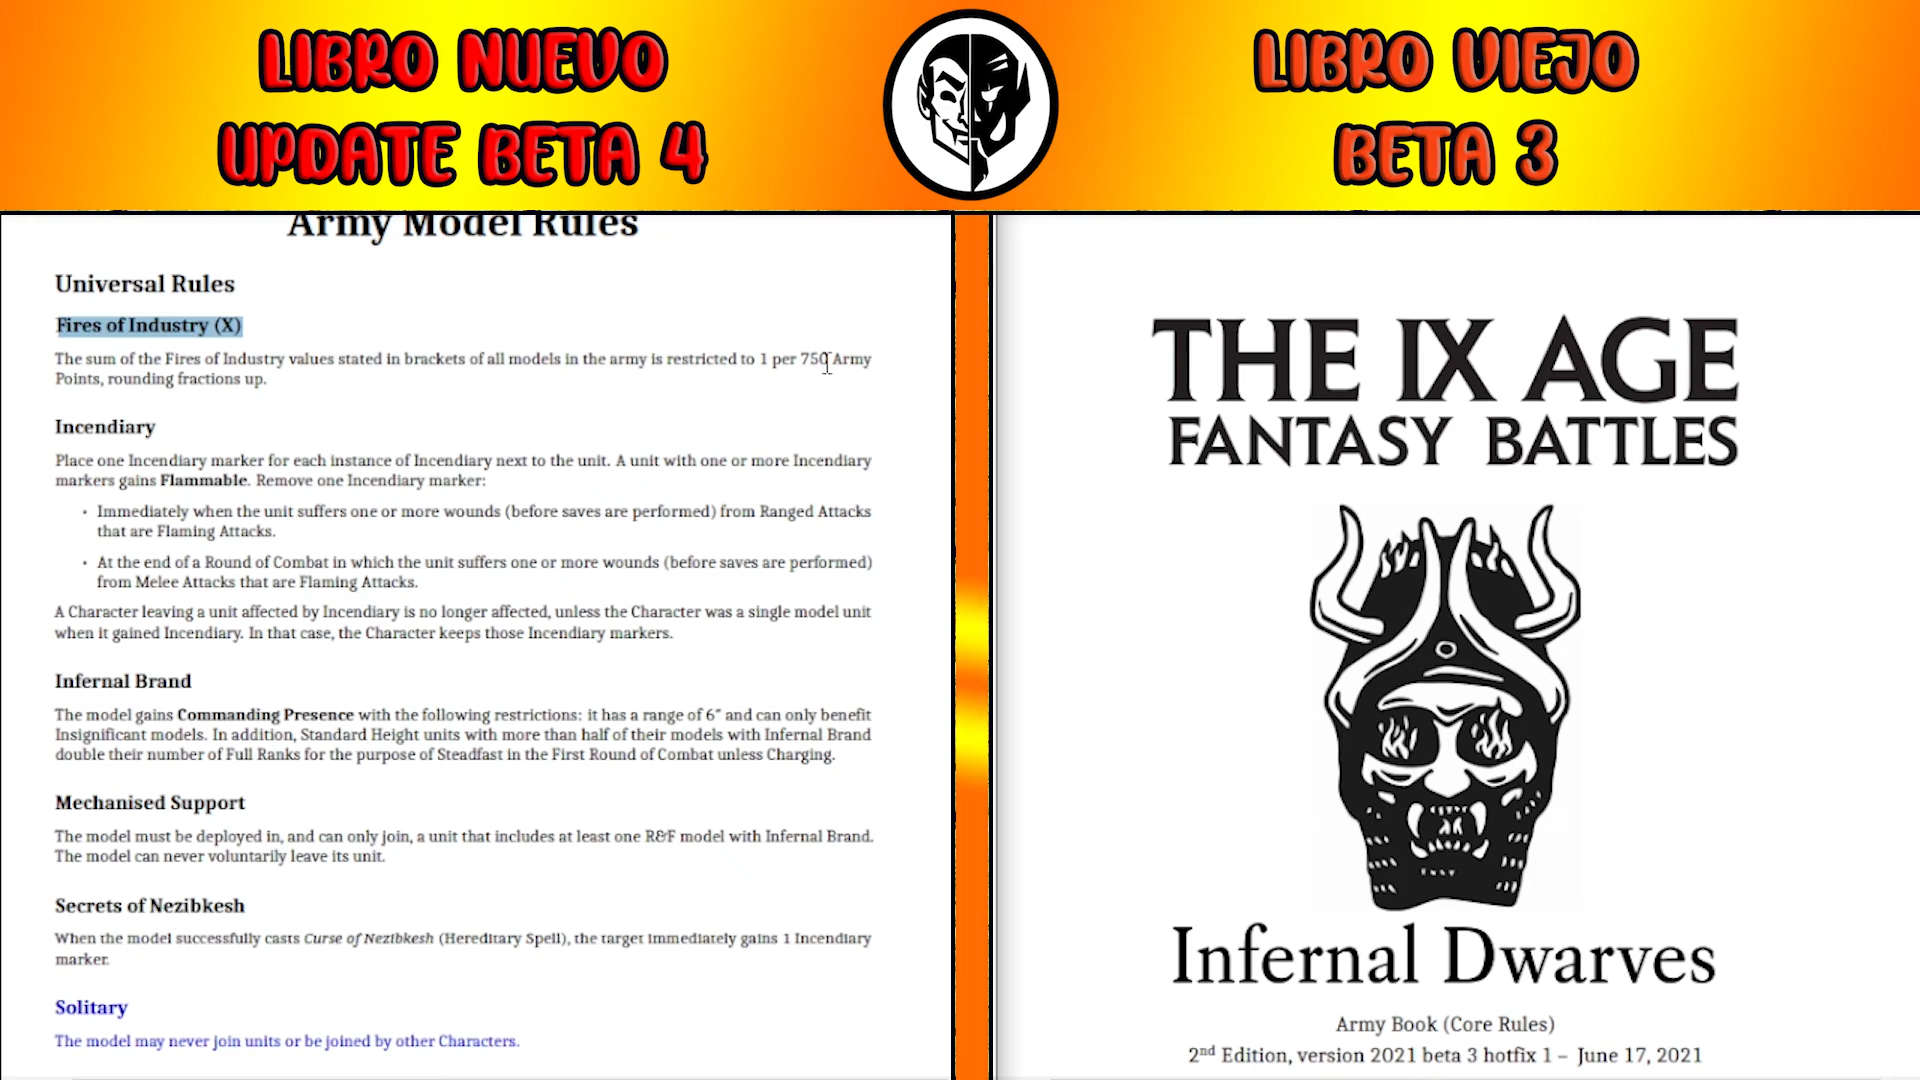 LIBRO NUEVO
UPDATE BETA 4
LIBRO VIEJO
BETA 3
Army Model Rules
Universal Rules
Fires of Industry (X)
The sum of the Fires of Industry values stated in brackets of all models in the army is restricted to 1 per 750 Army
Points, rounding fractions up.
Incendiary
Place one Incendiary marker for each instance of Incendiary next to the unit. A unit with one or more Incendiary
markers gains Flammable. Remove one Incendiary marker:
• Immediately when the unit suffers one or more wounds (before saves are performed) from Ranged Attacks
that are Flaming Attacks.
• At the end of a Round of Combat in which the unit suffers one or more wounds (before saves are performed)
from Melee Attacks that are Flaming Attacks.
A Character leaving a unit affected by Incendiary is no longer affected, unless the Character was a single model unit
when it gained Incendiary. In that case, the Character keeps those Incendiary markers.
Infernal Brand
The model gains Commanding Presence with the following restrictions: it has a range of 6″ and can only benefit
Insignificant models. In addition, Standard Height units with more than half of their models with Infernal Brand
double their number of Full Ranks for the purpose of Steadfast in the First Round of Combat unless Charging.
Mechanised Support
The model must be deployed in, and can only join, a unit that includes at least one R&F model with Infernal Brand.
The model can never voluntarily leave its unit.
Secrets of Nezibkesh
When the model successfully casts Curse of Nezibkesh (Hereditary Spell), the target immediately gains 1 Incendiary
marker.
Solitary
The model may never join units or be joined by other Characters.
THE IX AGE
FANTASY BATTLES
Infernal Dwarves
Army Book (Core Rules)
2nd Edition, version 2021 beta 3 hotfix 1 – June 17, 2021